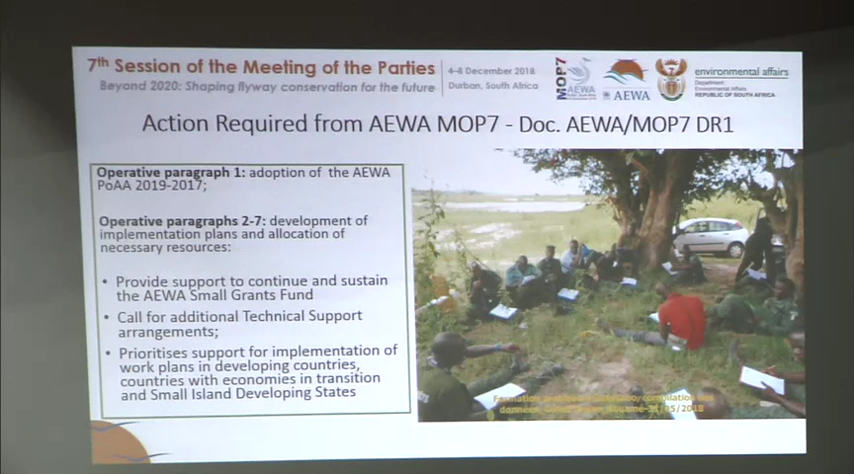 7th Session of the Meeting of the Parties
Beyond 2020: Shaping flyway conservation for the future
4-8 December 2018
Durban, South Africa
MOP7
AEWA
AEWA
environmental affairs
Department:
Environmental Affairs
REPUBLIC OF SOUTH AFRICA
Action Required from AEWA MOP7 - Doc. AEWA/MOP7 DR1
Operative paragraph 1: adoption of the AEWA
PoAA 2019-2017;
Operative paragraphs 2-7: development of
implementation plans and allocation of
necessary resources:
• Provide support to continue and sustain
the AEWA Small Grants Fund
• Call for additional Technical Support
arrangements;
• Prioritises support for implementation of
work plans in developing countries,
countries with economies in transition
and Small Island Developing States